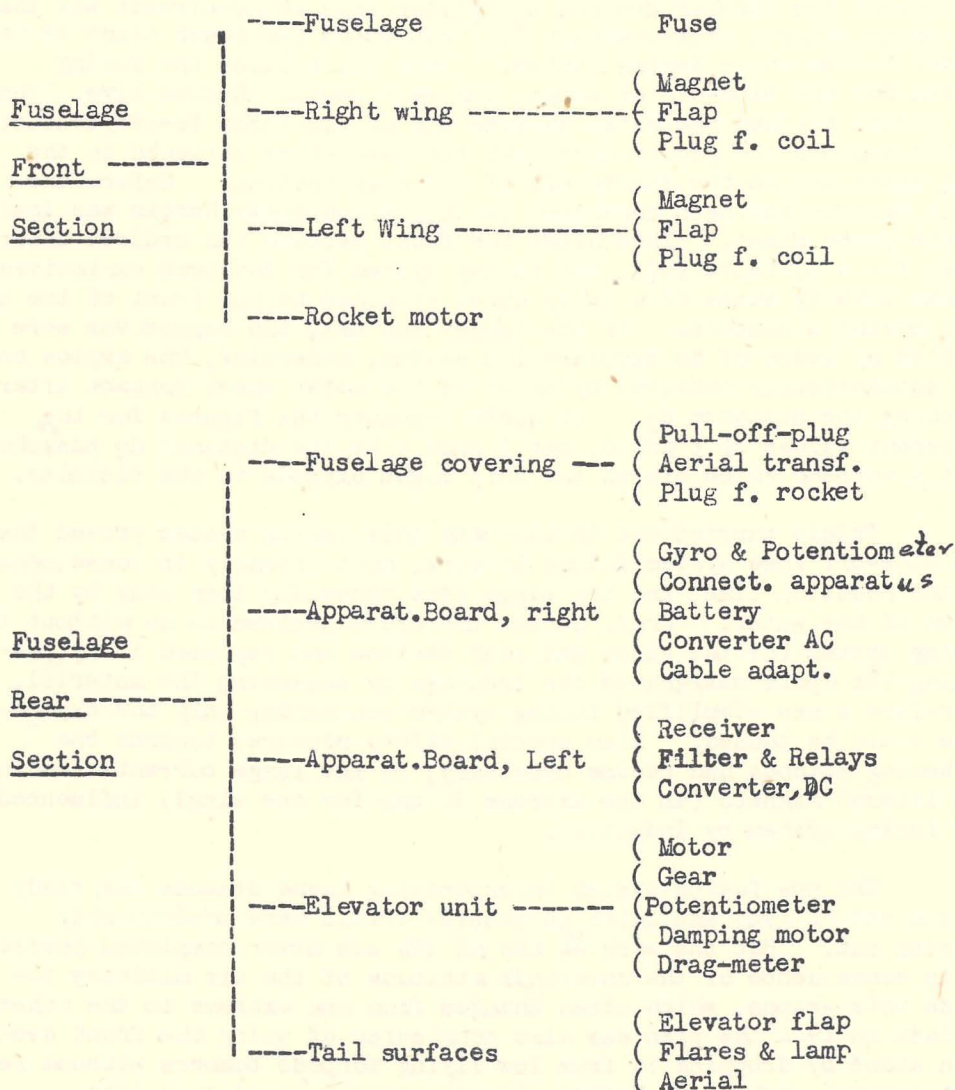 ----Fuselage Fuse
( Magnet
Fuselage ----Right wing ----------( Flap
( Plug f. coil
Front ------
( Magnet
Section ----Left Wing ----------( Flap
( Plug f. coil
----Rocket motor
( Pull-off-plug
----Fuselage covering --- ( Aerial transf.
( Plug f. rocket
( Gyro & Potentiometer
( Connect. apparatus
----Apparat.Board, right ( Battery
( Converter AC
Fuselage ( Cable adapt.
Rear --------
( Receiver
Section ----Apparat.Board, Left ( Filter & Relays
( Converter, DC
( Motor
( Gear
----Elevator unit ------ (Potentiometer
( Damping motor
( Drag-meter
( Elevator flap
----Tail surfaces ( Flares & lamp
( Aerial